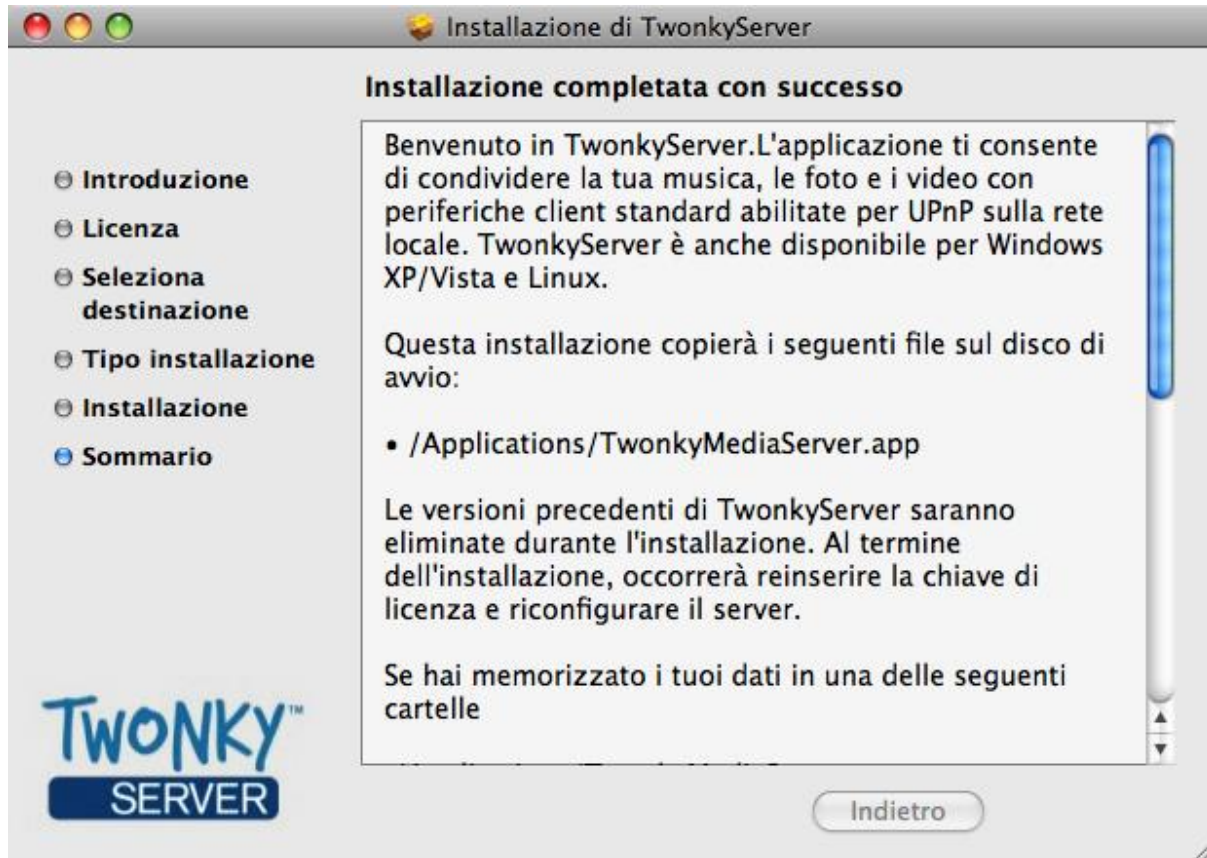 Installazione di TwonkyServer
Installazione completata con successo
Introduzione
Licenza
Seleziona
destinazione
Tipo installazione
Installazione
Sommario
Benvenuto in TwonkyServer.L'applicazione ti consente
di condividere la tua musica, le foto e i video con
periferiche client standard abilitate per UPnP sulla rete
locale. TwonkyServer è anche disponibile per Windows
XP/Vista e Linux.
Questa installazione copierà i seguenti file sul disco di
avvio:
• /Applications/TwonkyMediaServer.app
Le versioni precedenti di TwonkyServer saranno
eliminate durante l'installazione. Al termine
dell'installazione, occorrerà reinserire la chiave di
licenza e riconfigurare il server.
Se hai memorizzato i tuoi dati in una delle seguenti
cartelle
TWONKY™
SERVER
Indietro